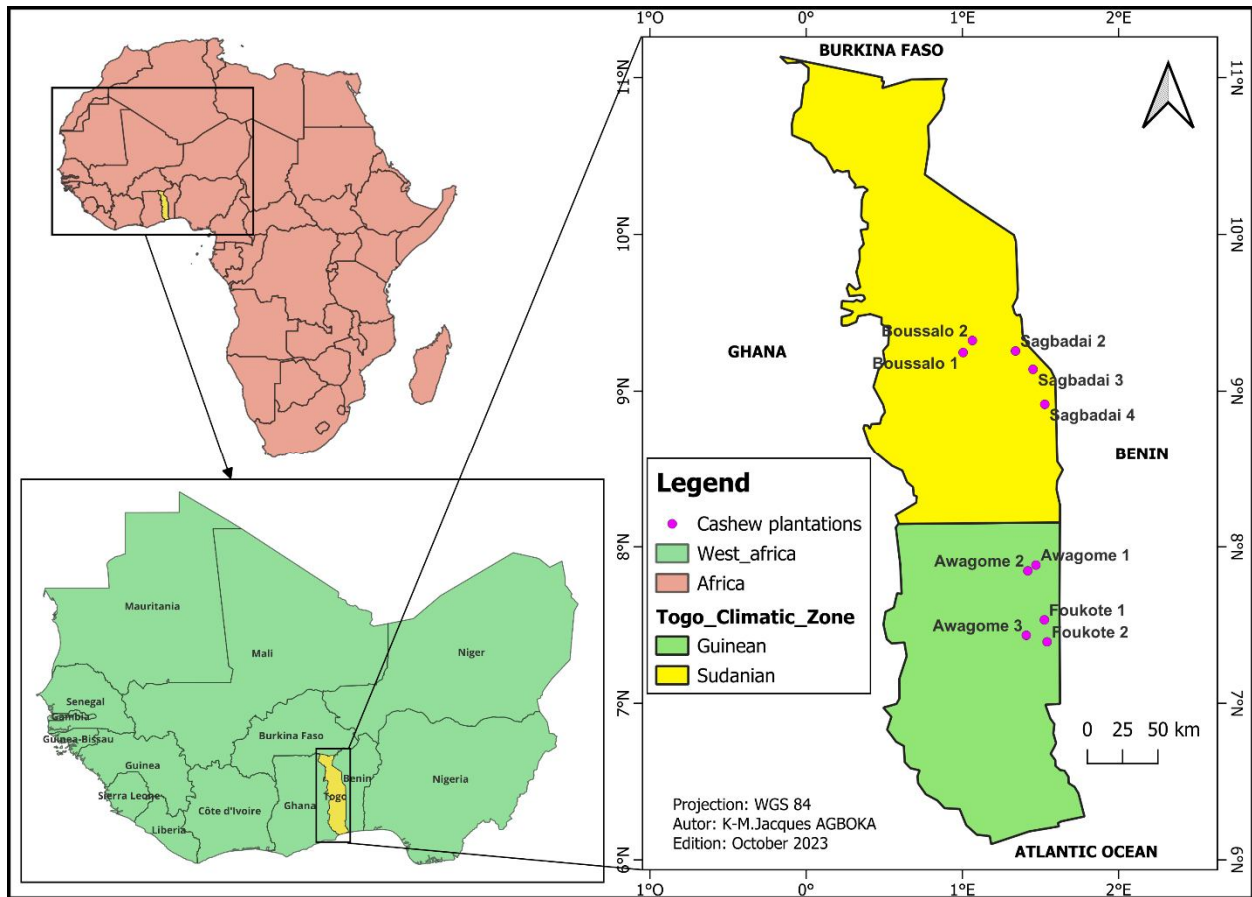 1°O 0° 1°E 2°E
BURKINA FASO
11°N 11°N
10°N 10°N
Boussalo 2
Sagbadai 2
GHANA
Boussalo 1
Sagbadai 3
9°N 9°N
Sagbadai 4
BENIN
Legend
Cashew plantations
West_africa
Africa
Togo_Climatic_Zone
Guinean
Sudanian
8°N 8°N
Awagome 1
Awagome 2
Foukote 1
Awagome 3
Foukote 2
7°N 7°N
0 25 50 km
Projection: WGS 84
Autor: K-M.Jacques AGBOKA
Edition: October 2023
ATLANTIC OCEAN
6°N 6°N
1°O 0° 1°E 2°E
Mauritania
Mali
Niger
Senegal
Gambia
Guinea-Bissau
Burkina Faso
Guinea
Benin
Nigeria
Sierra Leone
Togo
Côte d'Ivoire
Ghana
Liberia